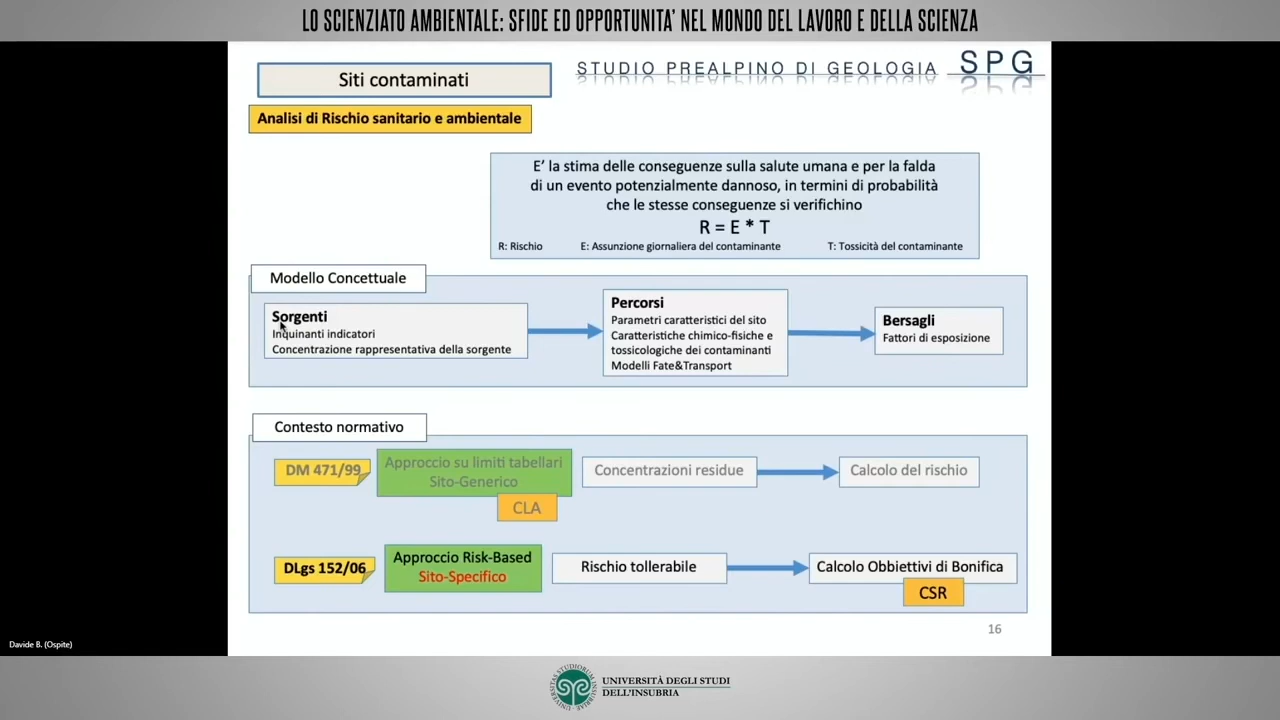 LO SCIENZIATO AMBIENTALE: SFIDE ED OPPORTUNITA' NEL MONDO DEL LAVORO E DELLA SCIENZA
STUDIO PREALPINO DI GEOLOGIA SPG
Siti contaminati
Analisi di Rischio sanitario e ambientale
E' la stima delle conseguenze sulla salute umana e per la falda
di un evento potenzialmente dannoso, in termini di probabilità
che le stesse conseguenze si verifichino
R = E * T
R: Rischio E: Assunzione giornaliera del contaminante T: Tossicità del contaminante
Modello Concettuale
Sorgenti
Inquinanti indicatori
Concentrazione rappresentativa della sorgente
Percorsi
Parametri caratteristici del sito
Caratteristiche chimico-fisiche e
tossicologiche dei contaminanti
Modelli Fate&Transport
Bersagli
Fattori di esposizione
Contesto normativo
DM 471/99
Approccio su limiti tabellari
Sito-Generico
CLA
Concentrazioni residue
Calcolo del rischio
DLgs 152/06
Approccio Risk-Based
Sito-Specifico
Rischio tollerabile
Calcolo Obbiettivi di Bonifica
CSR
16
Davide B. (Ospite)
UNIVERSITÀ DEGLI STUDI
DELL'INSUBRIA